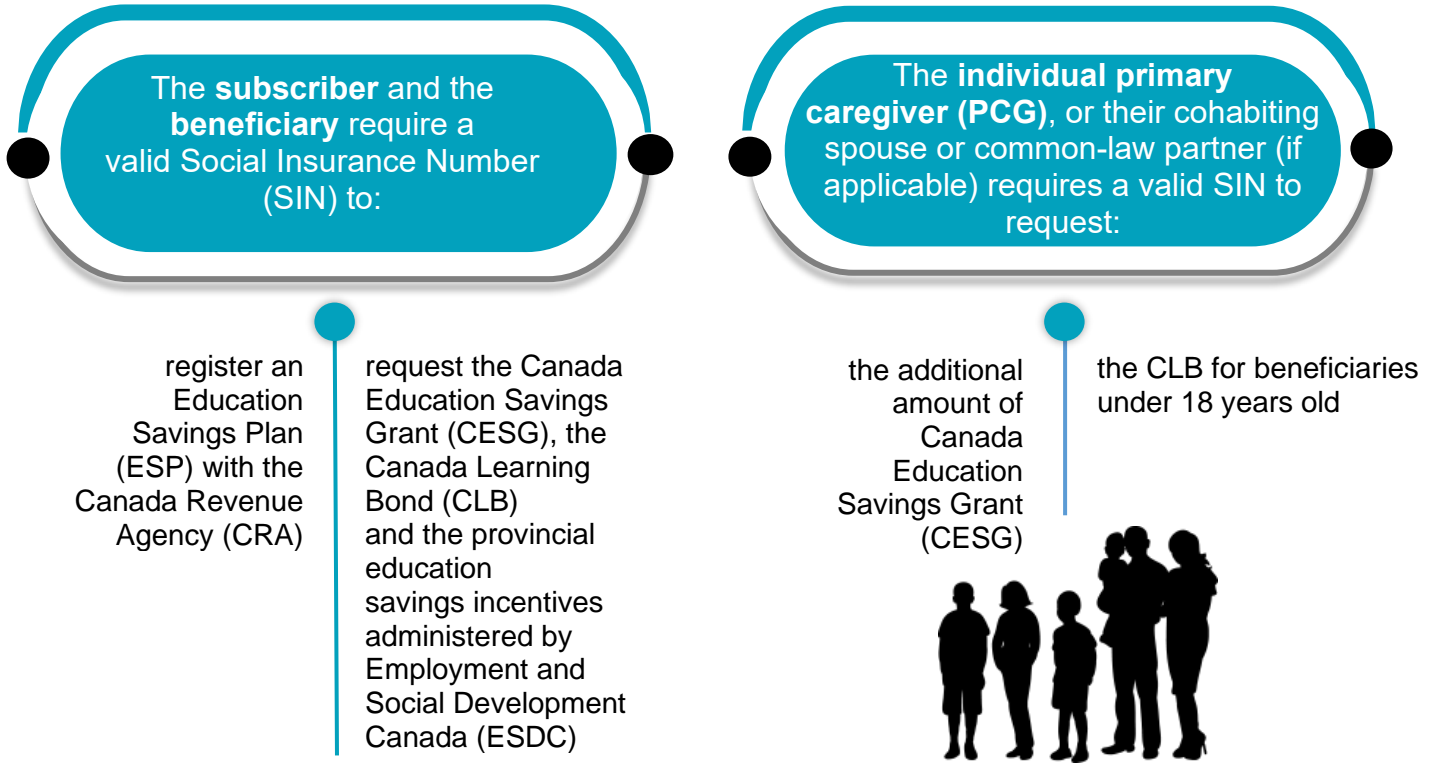 The subscriber and the
beneficiary require a
valid Social Insurance Number
(SIN) to:
register an
Education
Savings Plan
(ESP) with the
Canada Revenue
Agency (CRA)
request the Canada
Education Savings
Grant (CESG), the
Canada Learning
Bond (CLB)
and the provincial
education
savings incentives
administered by
Employment and
Social Development
Canada (ESDC)
The individual primary
caregiver (PCG), or their cohabiting
spouse or common-law partner (if
applicable) requires a valid SIN to
request:
the additional
amount of
Canada
Education
Savings Grant
(CESG)
the CLB for beneficiaries
under 18 years old